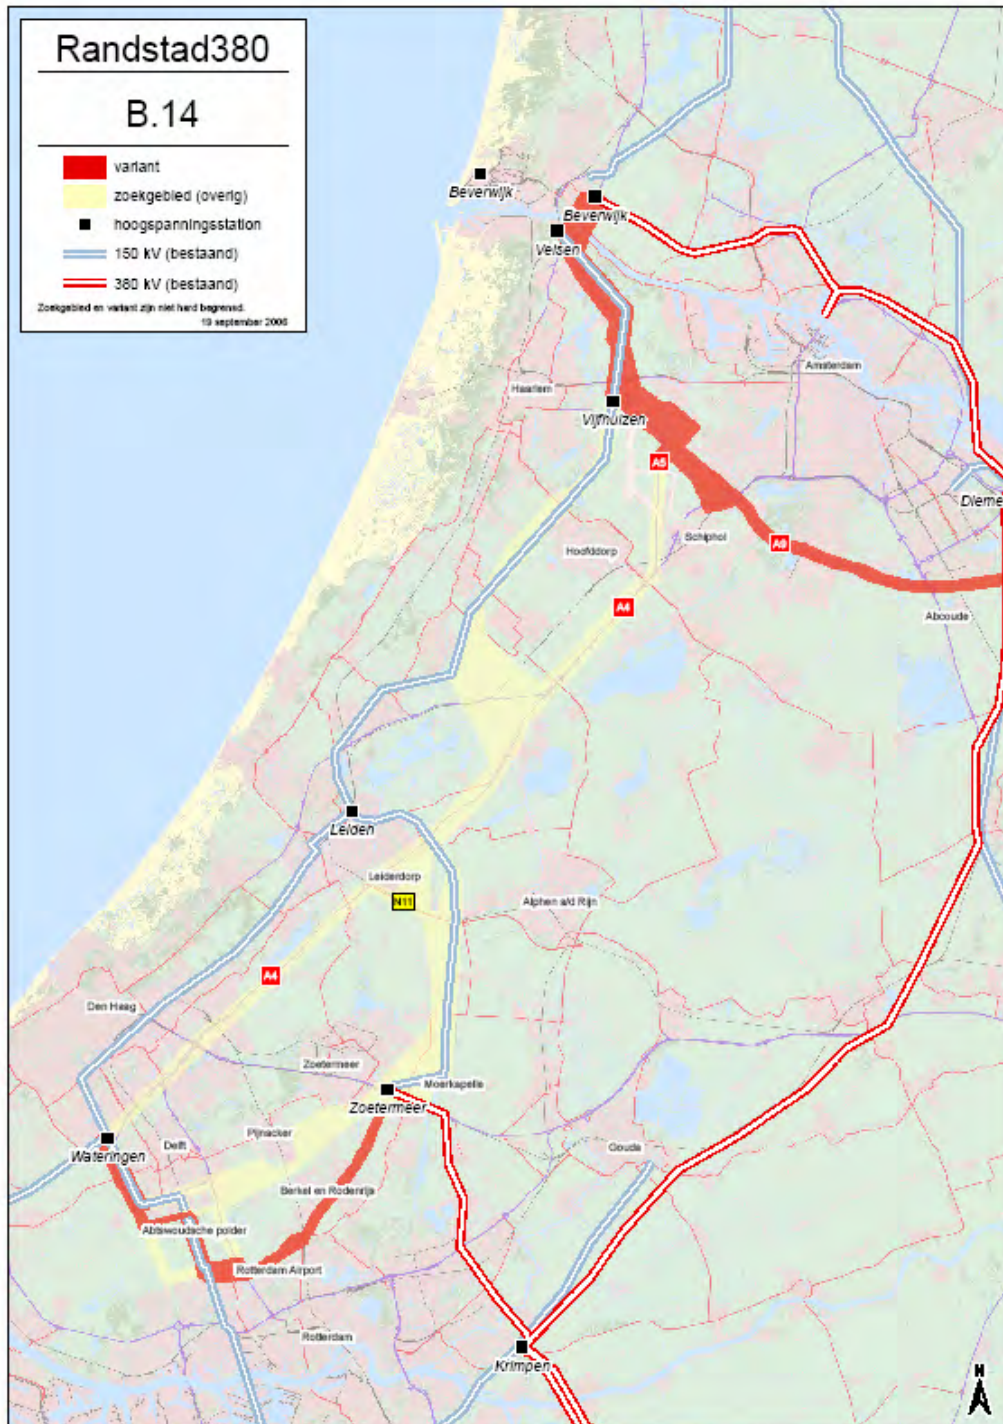 Randstad380
B.14
variant
zoekgebied (overig)
hoogspanningsstation
150 kV (bestaand)
380 kV (bestaand)
Zoekgebied en variant zijn niet hard begrensd.
19 september 2006
Beverwijk
Beverwijk
Velsen
Amsterdam
Haarlem
Vijfhuizen
A5
Dieme
Schiphol
A9
Hoofddorp
A4
Abcoude
Leiden
Leiderdorp
N11
Alphen a/d Rijn
A4
Den Haag
Zoetermeer
Moerkapelle
Zoetermeer
Pijnacker
Delft
Wateringen
Gouda
Berkel en Rodenrijs
Abtswoudsche polder
Rotterdam Airport
Rotterdam
Krimpen
N